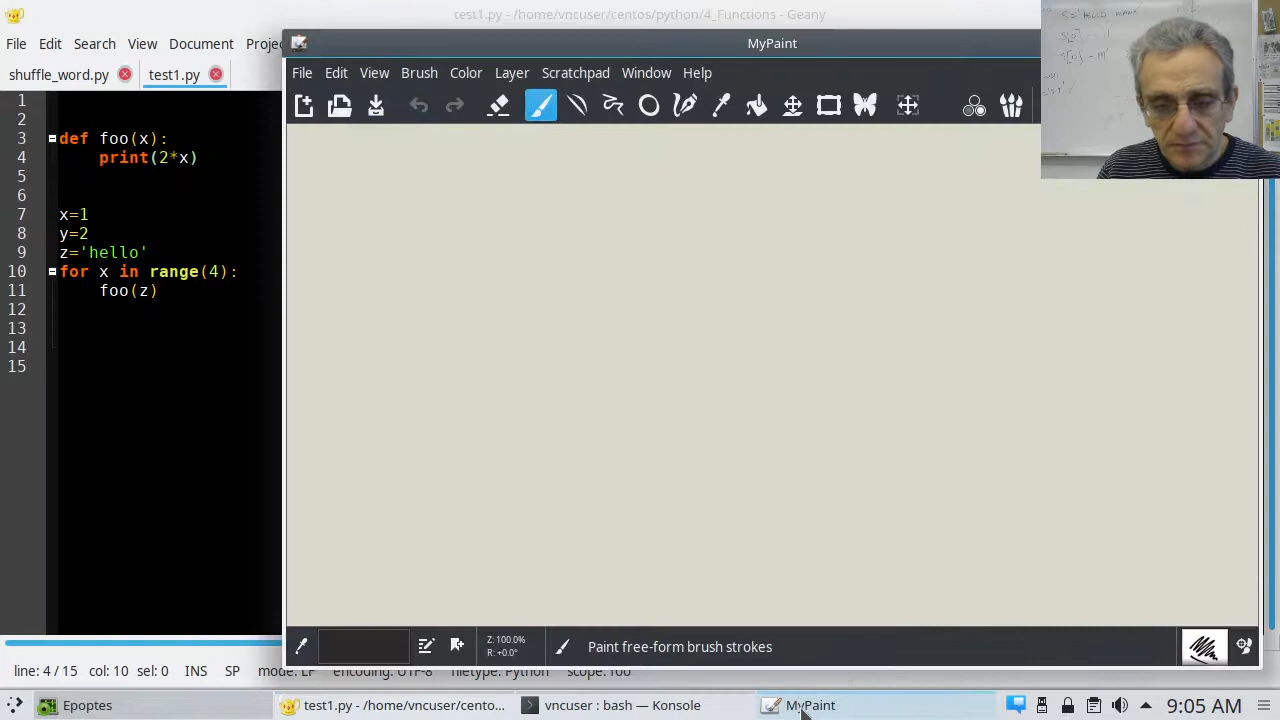 test1.py - /home/vncuser/centos/python/4_Functions - Geany
File Edit Search View Document Proje
shuffle_word.py test1.py
1
2
3 def foo(x):
4 print(2*x)
5
6
7 x=1
8 y=2
9 z='hello'
10 for x in range(4):
11 foo(z)
12
13
14
15
MyPaint
File Edit View Brush Color Layer Scratchpad Window Help
Z: 100.0%
R: +0.0°
Paint free-form brush strokes
line: 4 / 15 col: 10 sel: 0 INS SP mode: LF encoding: UTF-8 filetype: Python scope: foo
Epoptes test1.py - /home/vncuser/cento... vncuser : bash — Konsole MyPaint 9:05 AM